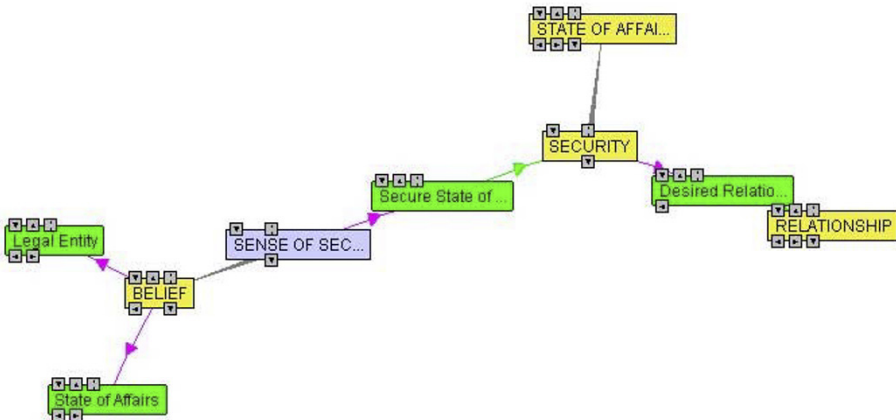 STATE OF AFFAI...
SECURITY
Secure State of ...
Desired Relatio...
RELATIONSHIP
Legal Entity
SENSE OF SEC...
BELIEF
State of Affairs